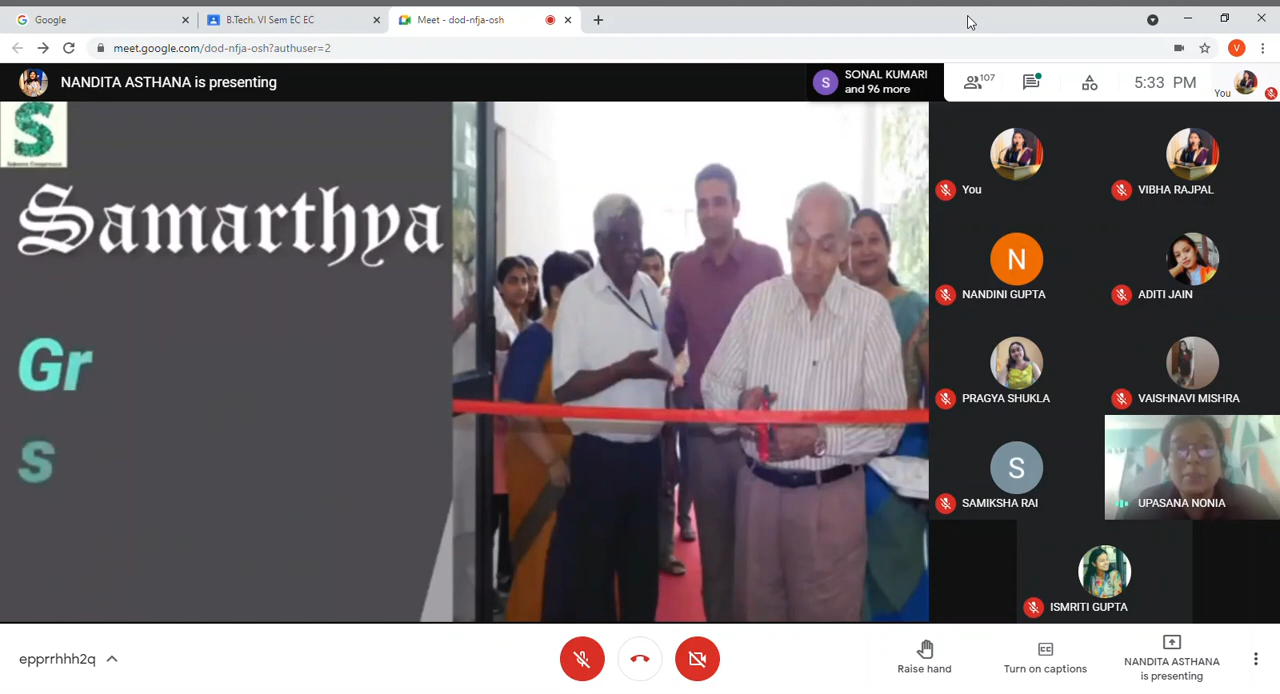 Google
B.Tech. VI Sem EC EC
Meet - dod-nfja-osh
meet.google.com/dod-nfja-osh?authuser=2
V
NANDITA ASTHANA is presenting
S
SONAL KUMARI
and 96 more
107
5:33 PM
You
S
Samarthya
Gr
s
You
VIBHA RAJPAL
N
NANDINI GUPTA
ADITI JAIN
PRAGYA SHUKLA
VAISHNAVI MISHRA
S
SAMIKSHA RAI
UPASANA NONIA
ISMRITI GUPTA
epprrhhh2q
Raise hand
Turn on captions
NANDITA ASTHANA
is presenting